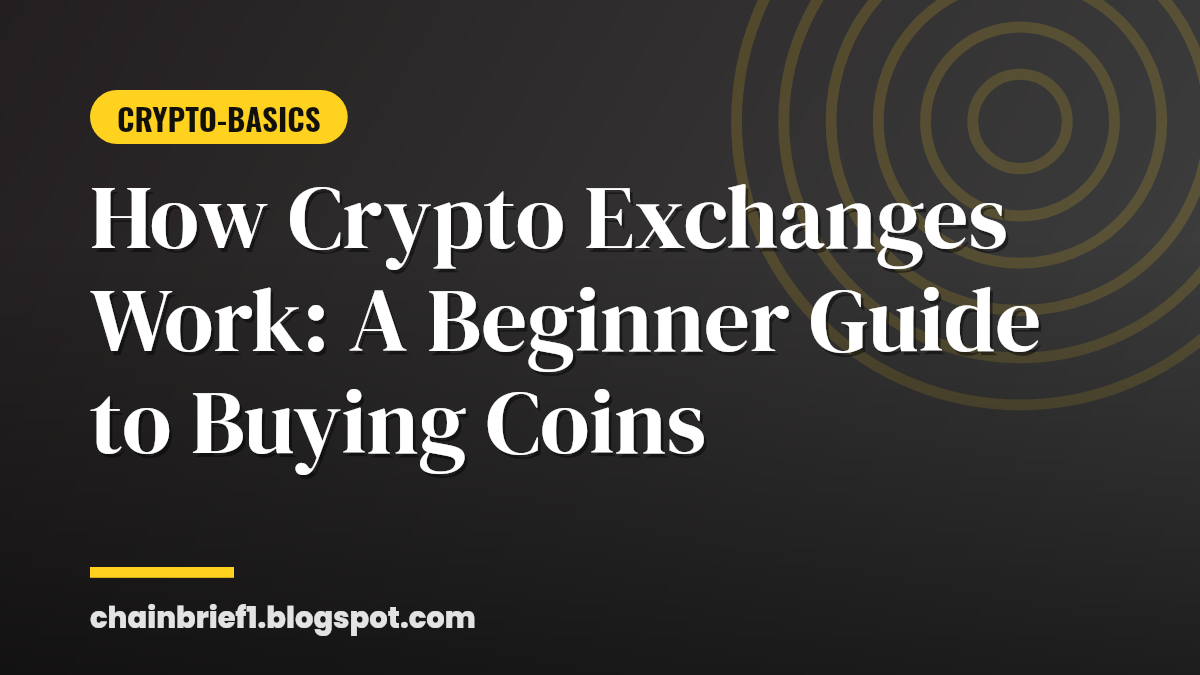 CRYPTO-BASICS
How Crypto Exchanges
Work: A Beginner Guide
to Buying Coins
chainbrief1.blogspot.com